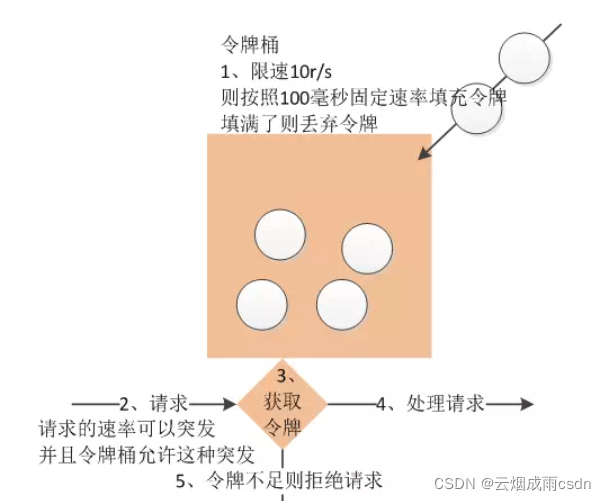 令牌桶
1、限速10r/s
则按照100毫秒固定速率填充令牌
填满了则丢弃令牌
3、
获取
令牌
2、请求
4、处理请求
请求的速率可以突发
并且令牌桶允许这种突发
5、令牌不足则拒绝请求
CSDN @云烟成雨csdn